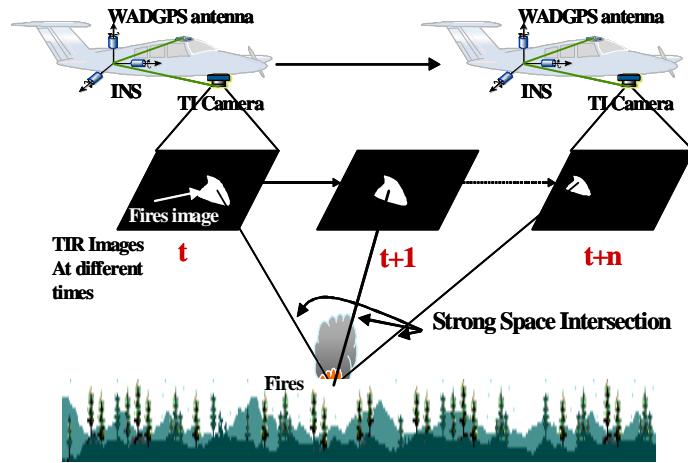 WADGPS antenna
WADGPS antenna
INS
TI Camera
INS
TI Camera
Fires image
TIR Images
At different
times
t
t+1
t+n
Strong Space Intersection
Fires